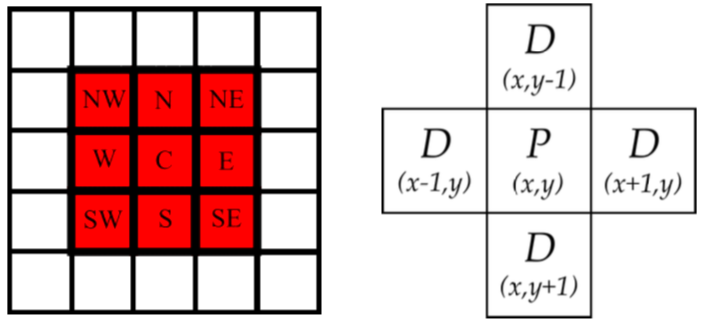 NW N NE
W C E
SW S SE
D
(x,y-1)
D P D
(x-1,y) (x,y) (x+1,y)
D
(x,y+1)